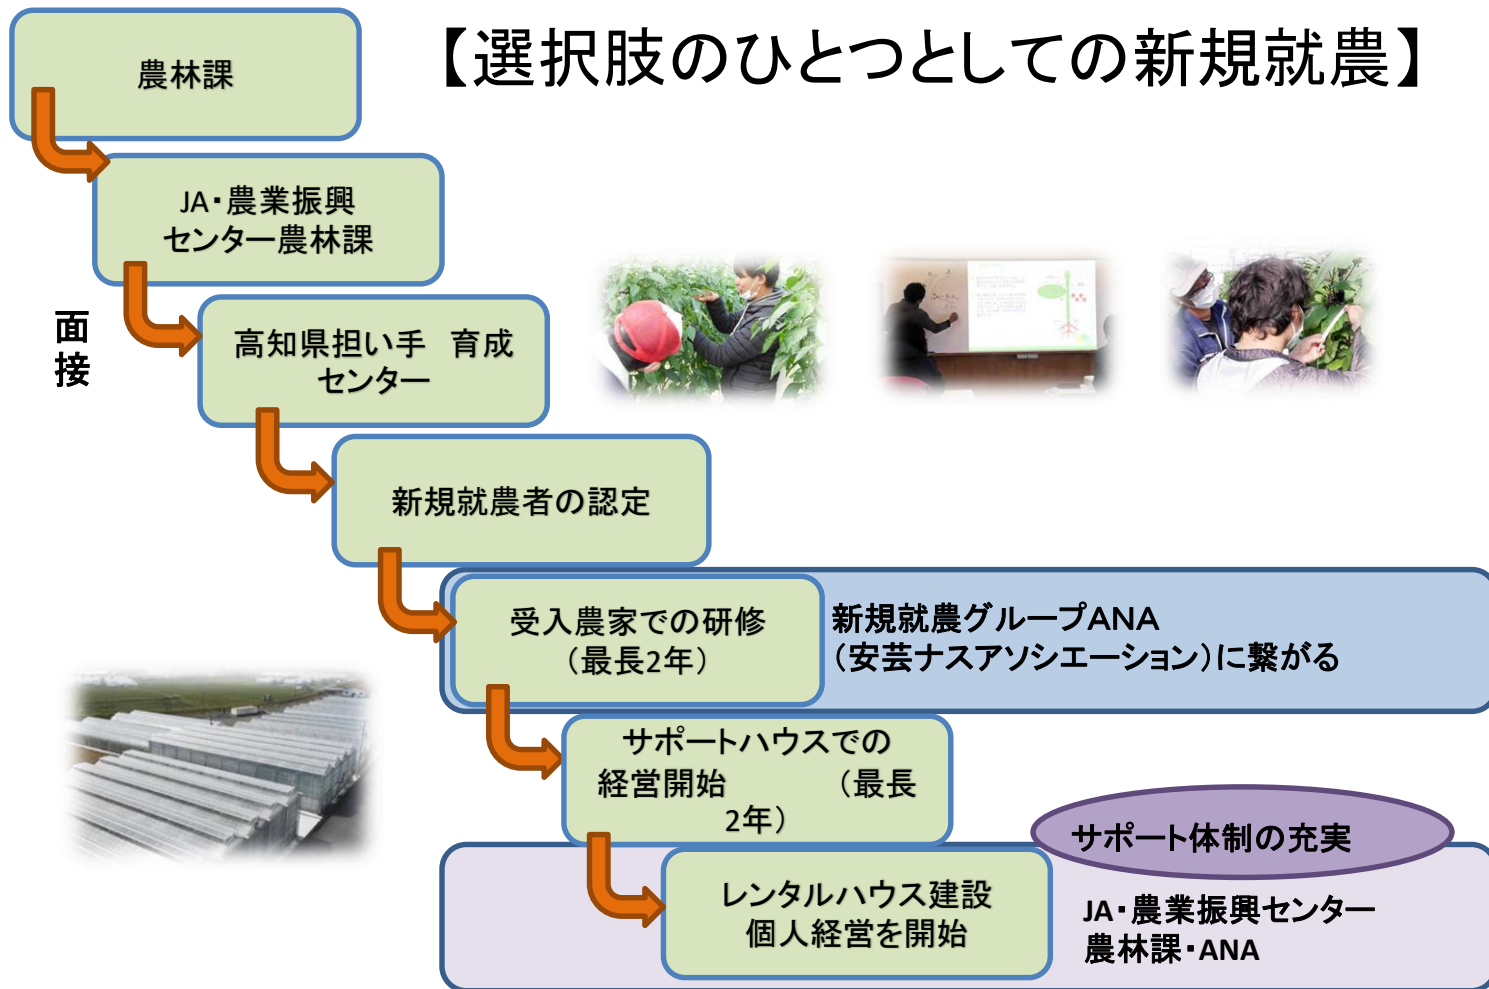 【選択肢のひとつとしての新規就農】
農林課
JA・農業振興
センター農林課
面
接
高知県担い手　育成
センター
新規就農者の認定
受入農家での研修
（最長2年）
新規就農グループANA
（安芸ナスアソシエーション）に繋がる
サポートハウスでの
経営開始　　　　（最長
2年）
サポート体制の充実
レンタルハウス建設
個人経営を開始
JA・農業振興センター
農林課・ANA